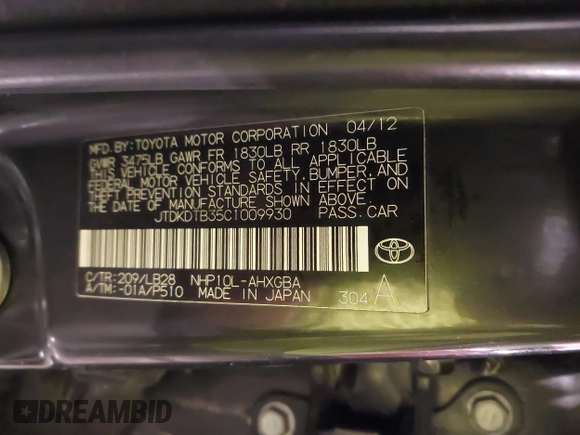 MFD. BY: TOYOTA MOTOR CORPORATION 04/12
GVWR 3475LB GAWR FR 1830LB RR 1830LB
THIS VEHICLE CONFORMS TO ALL APPLICABLE
FEDERAL MOTOR VEHICLE SAFETY, BUMPER, AND
THEFT PREVENTION STANDARDS IN EFFECT ON
THE DATE OF MANUFACTURE SHOWN ABOVE.
JTDKDTB35C1009930 PASS. CAR
C/TR: 209/LB28 NHP10L-AHXGBA
A/TM: -01A/P510 MADE IN JAPAN 304 A
DREAMBID